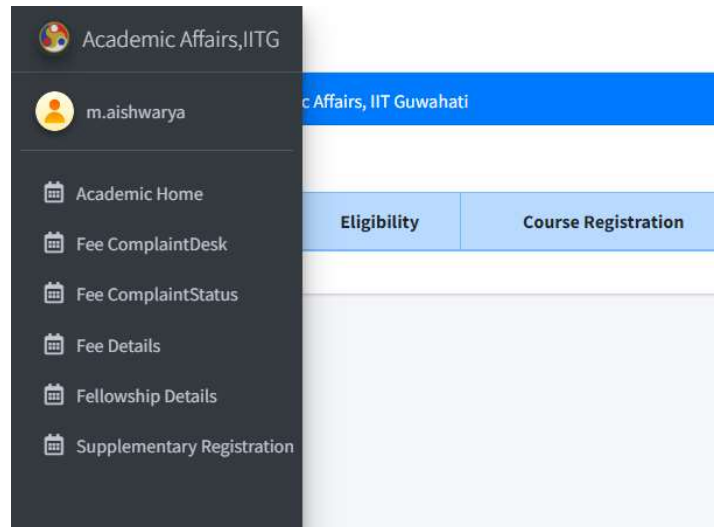 Academic Affairs,IITG
m.aishwarya
c Affairs, IIT Guwahati
Academic Home
Fee ComplaintDesk
Fee ComplaintStatus
Fee Details
Fellowship Details
Supplementary Registration
Eligibility
Course Registration